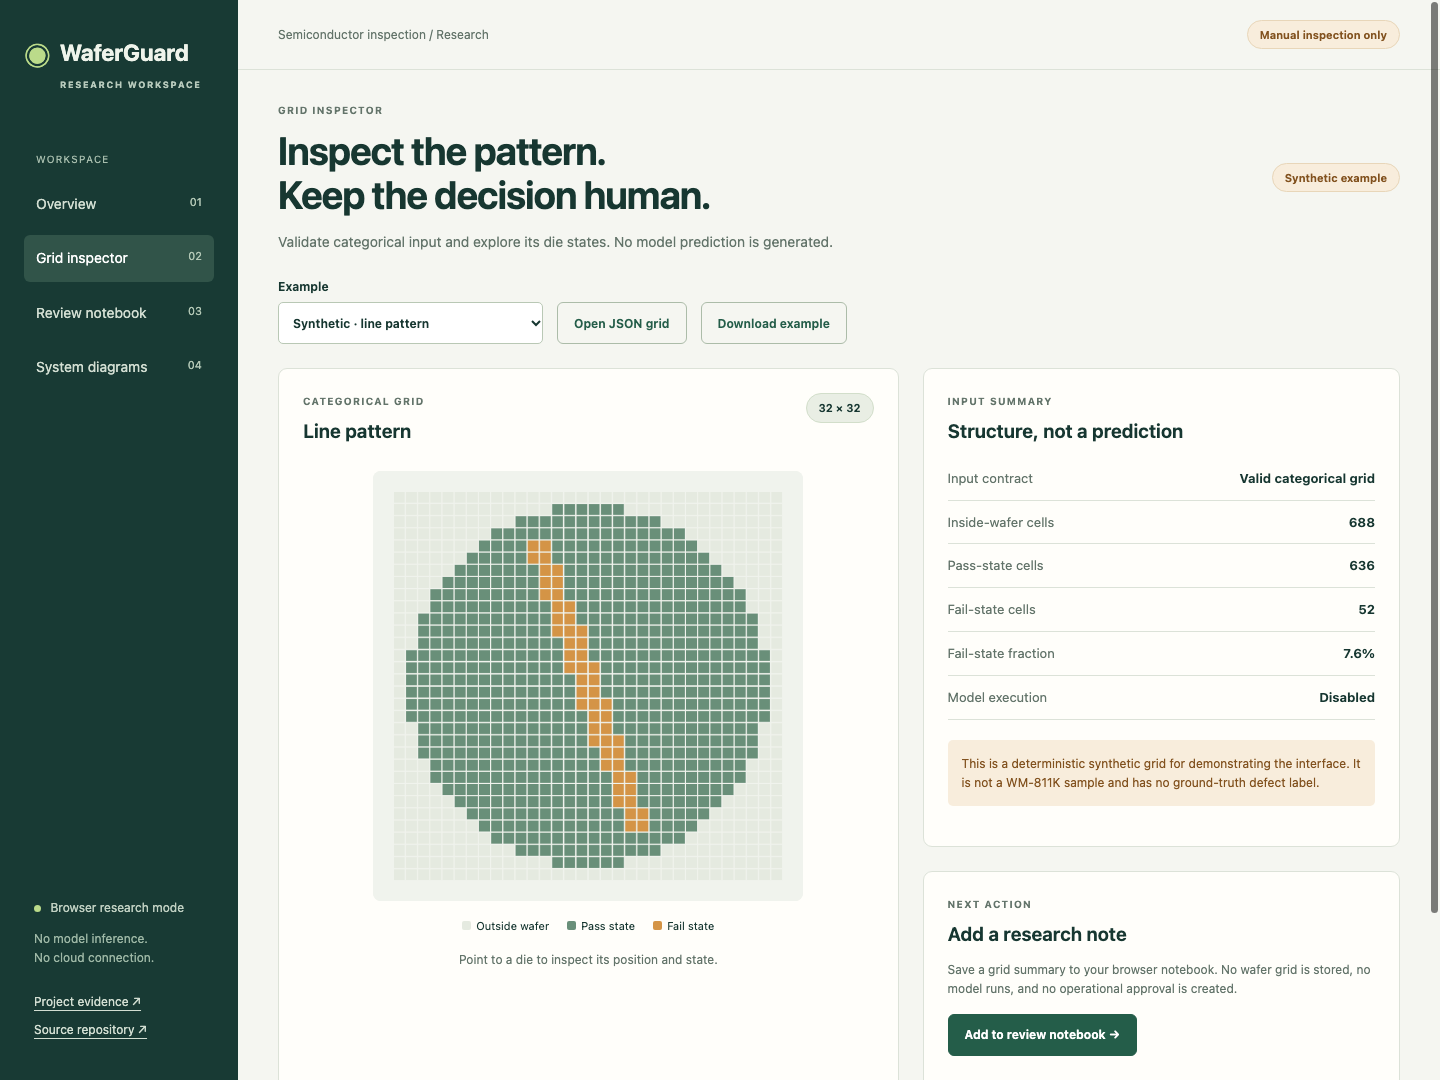 WaferGuard
RESEARCH WORKSPACE
WORKSPACE
Overview 01
Grid inspector 02
Review notebook 03
System diagrams 04
Browser research mode
No model inference.
No cloud connection.
Project evidence ↗
Source repository ↗
Semiconductor inspection / Research
Manual inspection only
GRID INSPECTOR
Inspect the pattern.
Keep the decision human.
Synthetic example
Validate categorical input and explore its die states. No model prediction is generated.
Example
Synthetic · line pattern
Open JSON grid
Download example
CATEGORICAL GRID
32 × 32
Line pattern
Outside wafer
Pass state
Fail state
Point to a die to inspect its position and state.
INPUT SUMMARY
Structure, not a prediction
Input contract Valid categorical grid
Inside-wafer cells 688
Pass-state cells 636
Fail-state cells 52
Fail-state fraction 7.6%
Model execution Disabled
This is a deterministic synthetic grid for demonstrating the interface. It
is not a WM-811K sample and has no ground-truth defect label.
NEXT ACTION
Add a research note
Save a grid summary to your browser notebook. No wafer grid is stored, no
model runs, and no operational approval is created.
Add to review notebook →